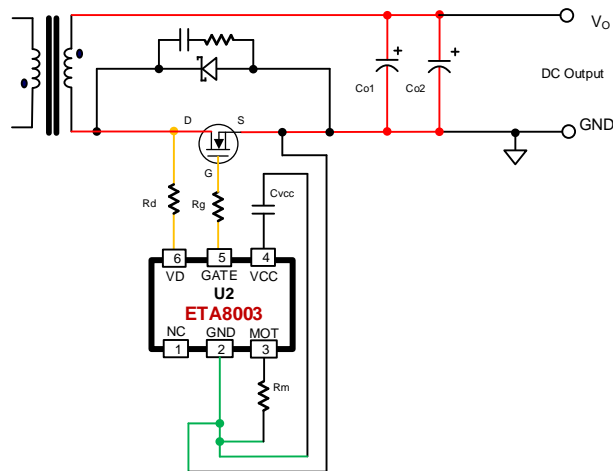 Vo
Co1
Co2
DC Output
GND
D
S
G
Rd
Rg
Cvcc
6
5
4
VD
GATE
VCC
U2
ETA8003
NC
GND
MOT
1
2
3
Rm
+
+